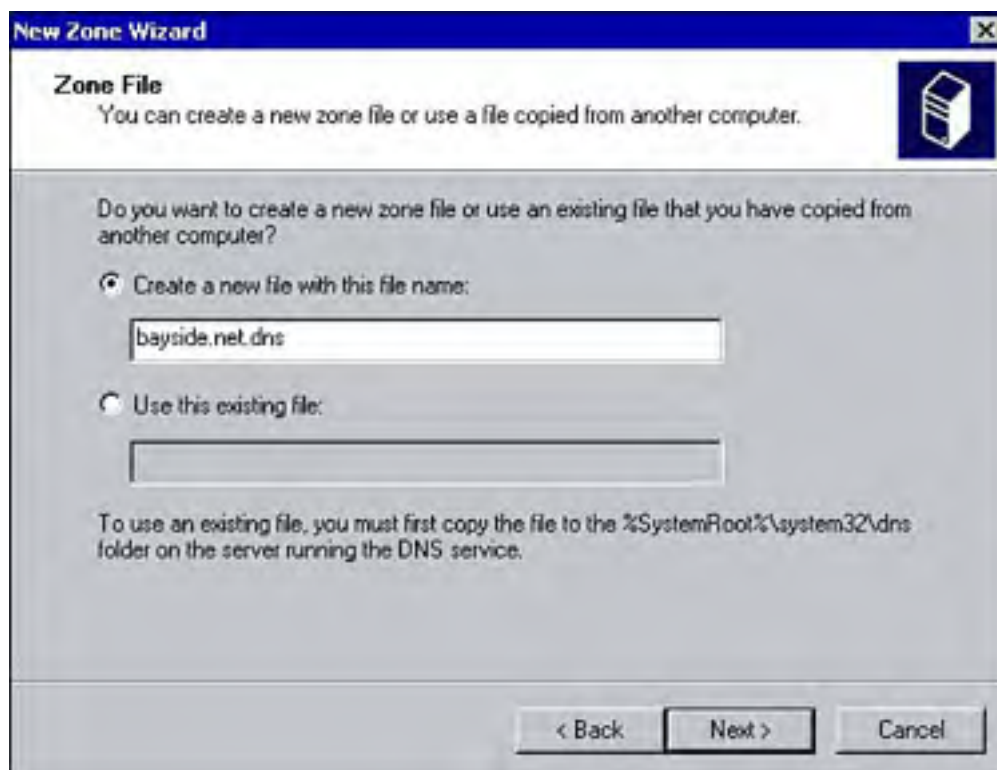 New Zone Wizard
Zone File
You can create a new zone file or use a file copied from another computer.
Do you want to create a new zone file or use an existing file that you have copied from
another computer?
Create a new file with this file name:
bayside.net.dns
Use this existing file:
To use an existing file, you must first copy the file to the %SystemRoot%\system32\dns
folder on the server running the DNS service.
< Back
Next >
Cancel